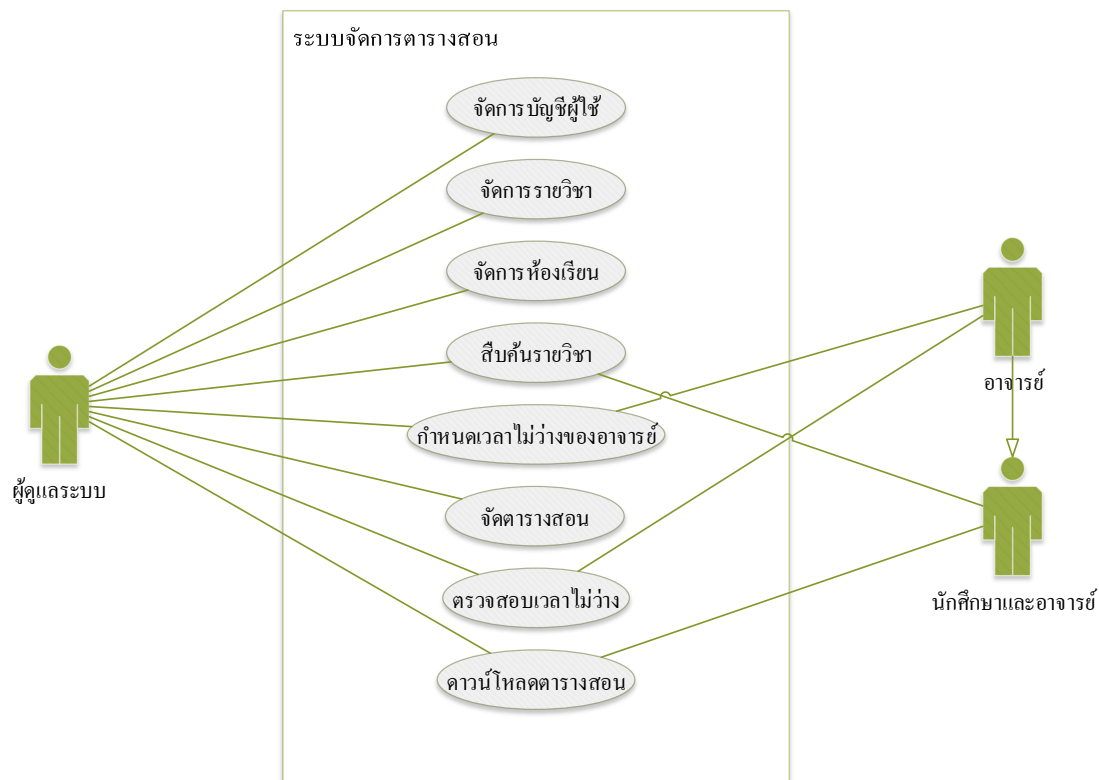 ระบบจัดการตารางสอน
จัดการบัญชีผู้ใช้
จัดการรายวิชา
จัดการห้องเรียน
สืบค้นรายวิชา
อาจารย์
กำหนดเวลาไม่ว่างของอาจารย์
ผู้ดูแลระบบ
จัดตารางสอน
ตรวจสอบเวลาไม่ว่าง
นักศึกษาและอาจารย์
ดาวน์โหลดตารางสอน